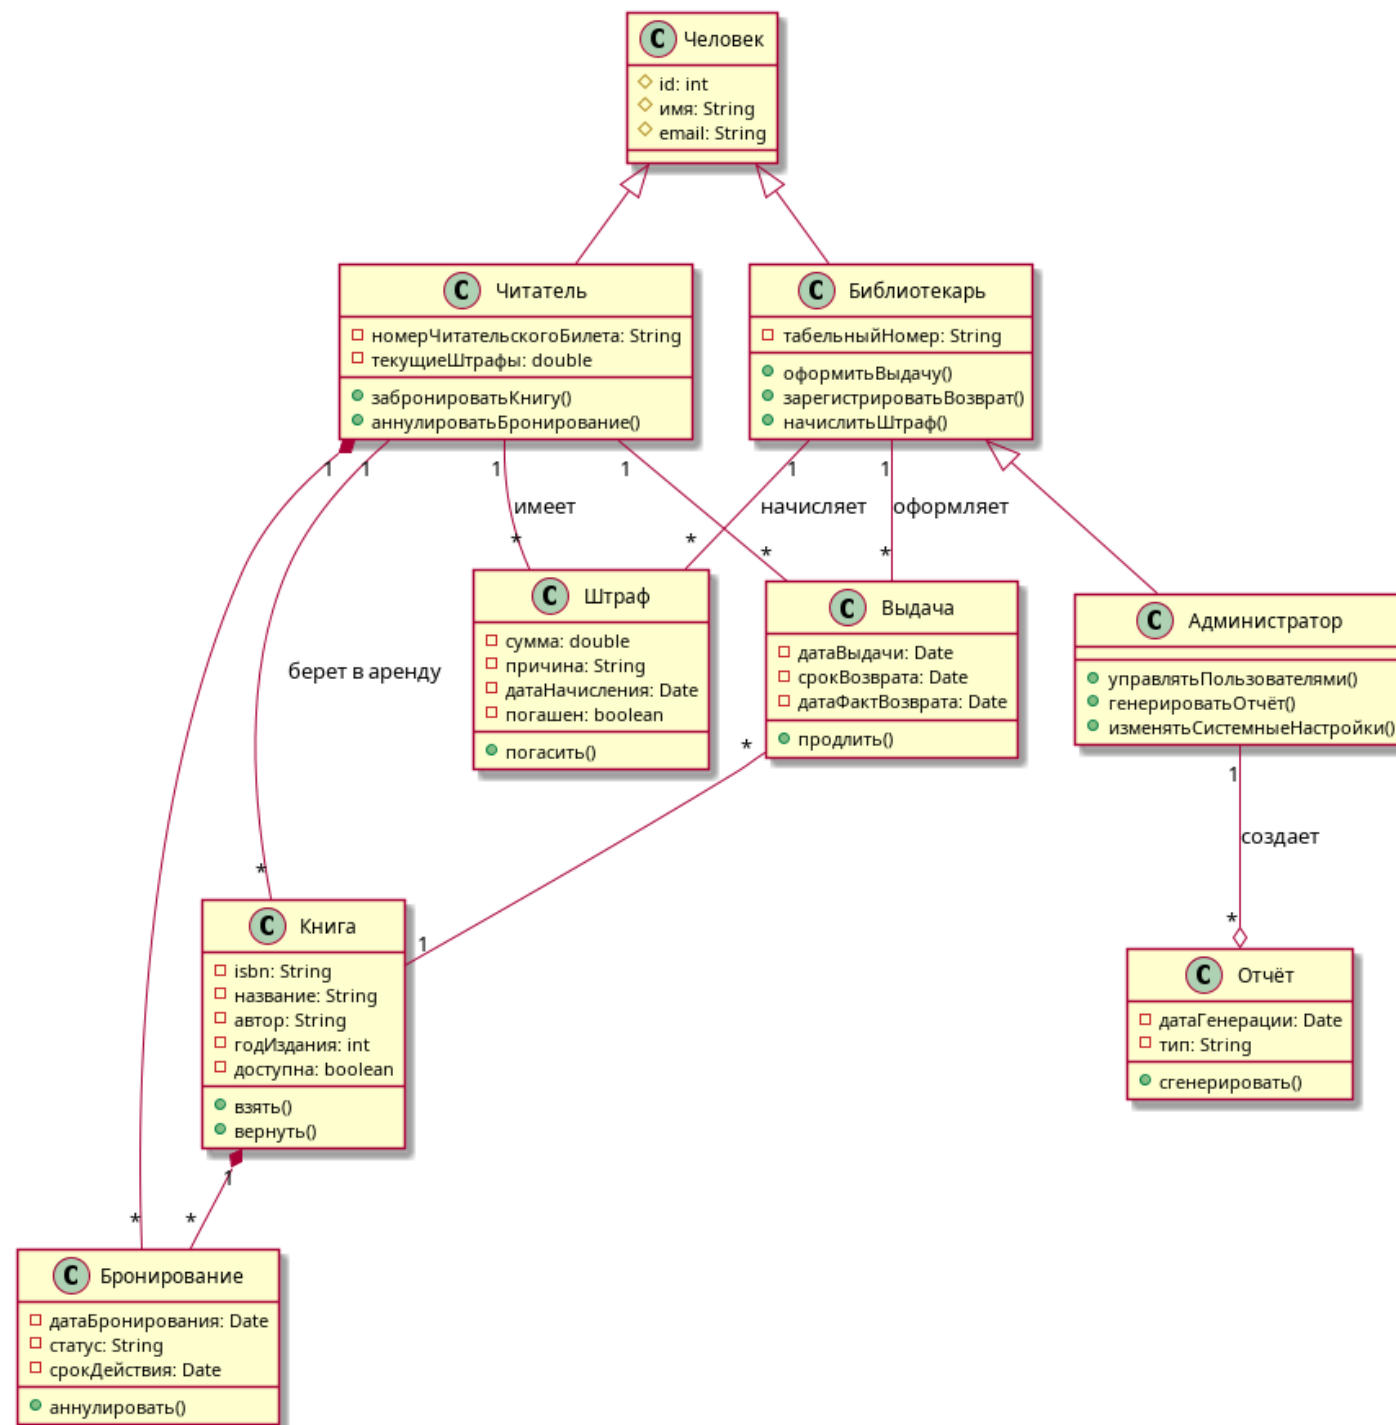 C Человек
id: int
имя: String
email: String
C Читатель
номерЧитательскогоБилета: String
текущиеШтрафы: double
забронироватьКнигу()
аннулироватьБронирование()
C Библиотекарь
табельныйНомер: String
оформитьВыдачу()
зарегистрироватьВозврат()
начислитьШтраф()
1
1
1
1
1
1
имеет
начисляет
оформляет
*
*
*
*
C Штраф
сумма: double
причина: String
датаНачисления: Date
погашен: boolean
погасить()
C Выдача
датаВыдачи: Date
срокВозврата: Date
датаФактВозврата: Date
продлить()
C Администратор
управлятьПользователями()
генерироватьОтчёт()
изменятьСистемныеНастройки()
берет в аренду
*
1
создает
*
*
1
C Книга
isbn: String
название: String
автор: String
годИздания: int
доступна: boolean
взять()
вернуть()
C Отчёт
датаГенерации: Date
тип: String
сгенерировать()
1
*
*
C Бронирование
датаБронирования: Date
статус: String
срокДействия: Date
аннулировать()